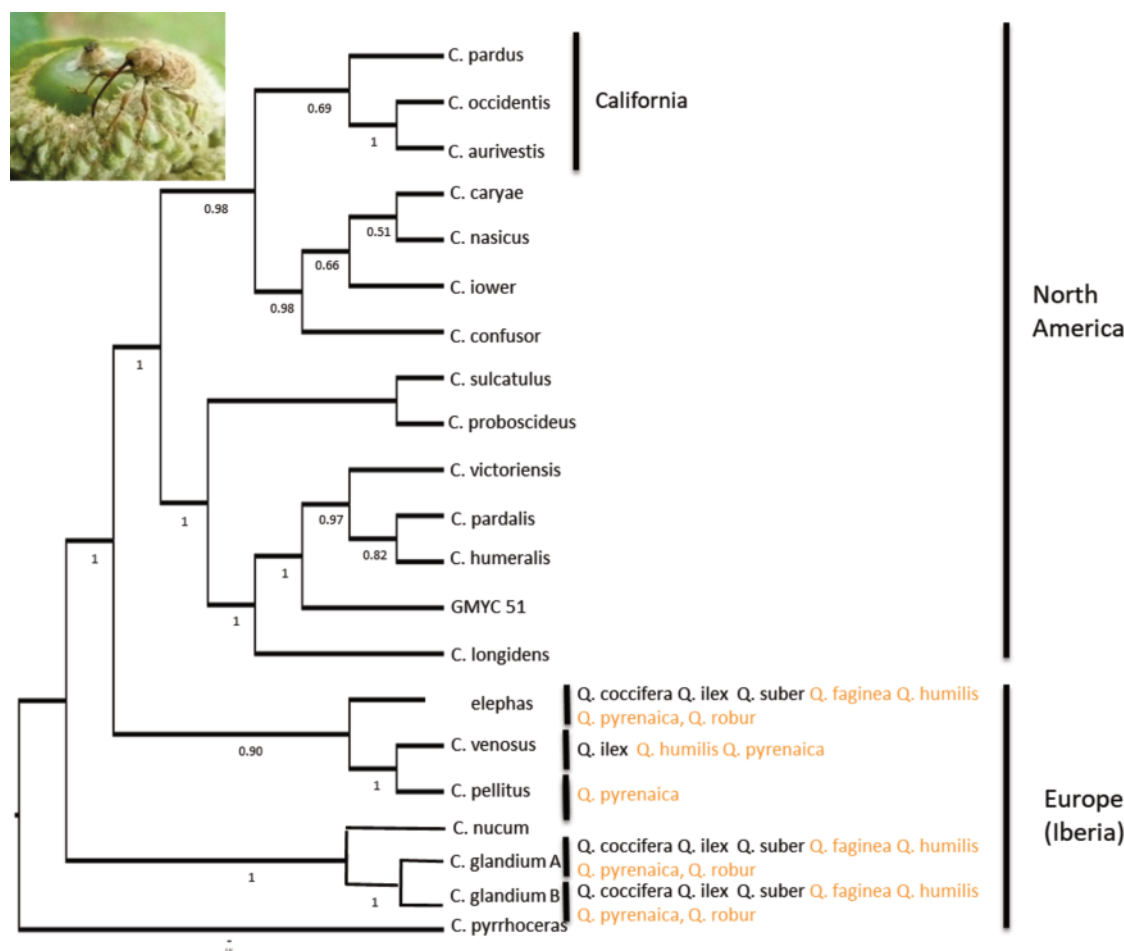 C. pardus
0.69
C. occidentis
California
1
C. aurivestis
0.98
C. caryae
0.51
C. nasicus
0.66
C. iower
0.98
North
America
C. confusor
1
C. sulcatulus
C. proboscideus
1
C. victoriensis
0.97
C. pardalis
0.82
C. humeralis
1
1
GMYC 51
1
C. longidens
elephas
Q. coccifera Q. ilex Q. suber Q. faginea Q. humilis
Q. pyrenaica, Q. robur
0.90
C. venosus
Q. ilex Q. humilis Q. pyrenaica
1
C. pellitus
Q. pyrenaica
Europe
(Iberia)
C. nucum
C. glandium A
Q. coccifera Q. ilex Q. suber Q. faginea Q. humilis
Q. pyrenaica, Q. robur
1
1
C. glandium B
Q. coccifera Q. ilex Q. suber Q. faginea Q. humilis
Q. pyrenaica, Q. robur
C. pyrrhoceras